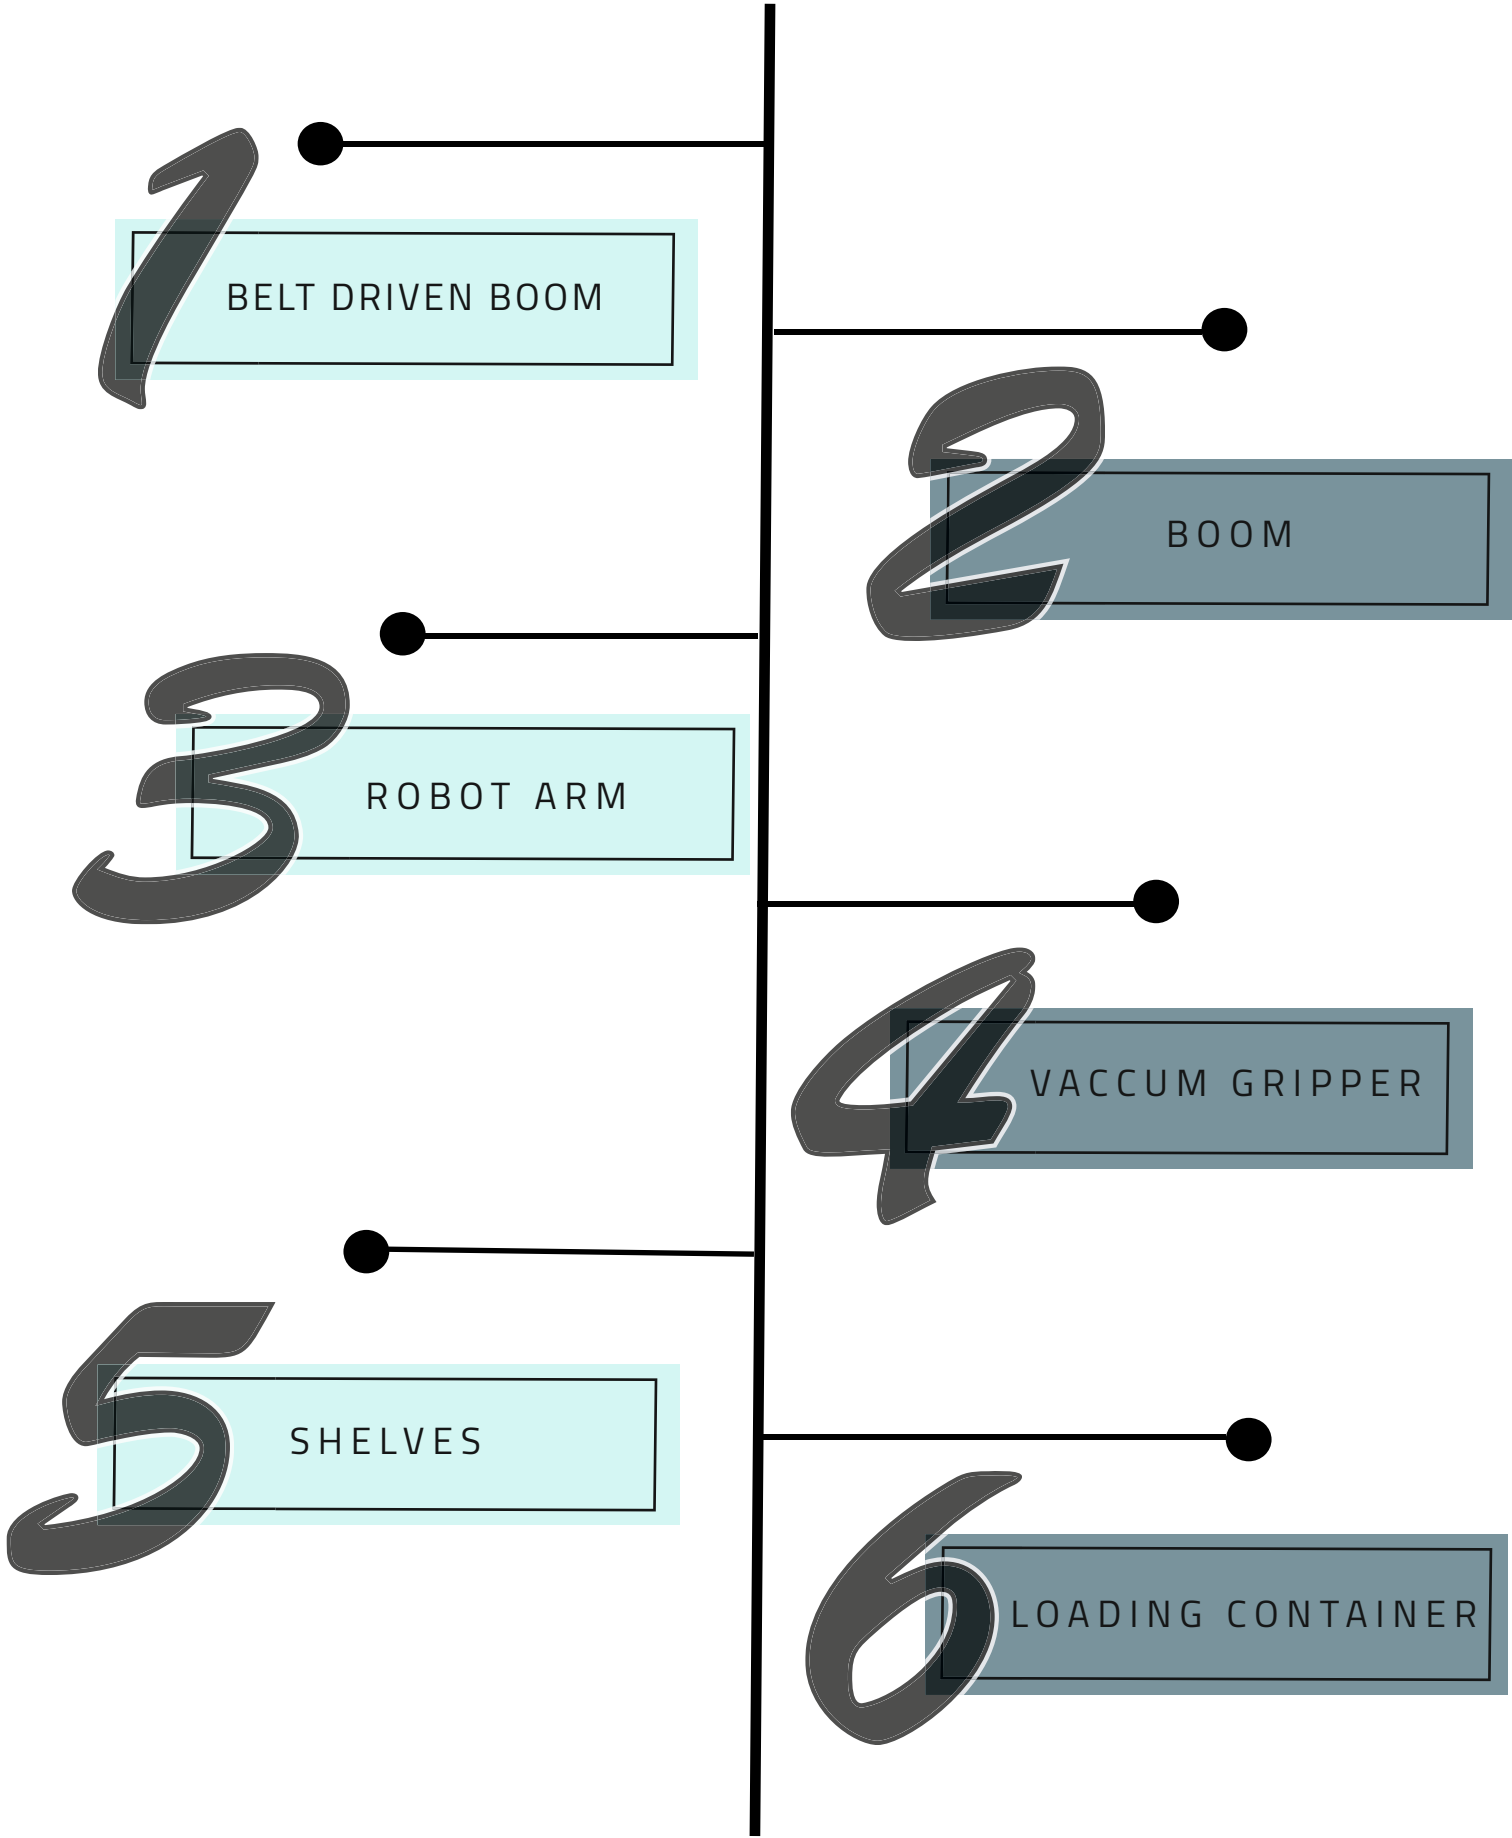 1
BELT DRIVEN BOOM
2
BOOM
3
ROBOT ARM
4
VACCUM GRIPPER
5
SHELVES
6
LOADING CONTAINER